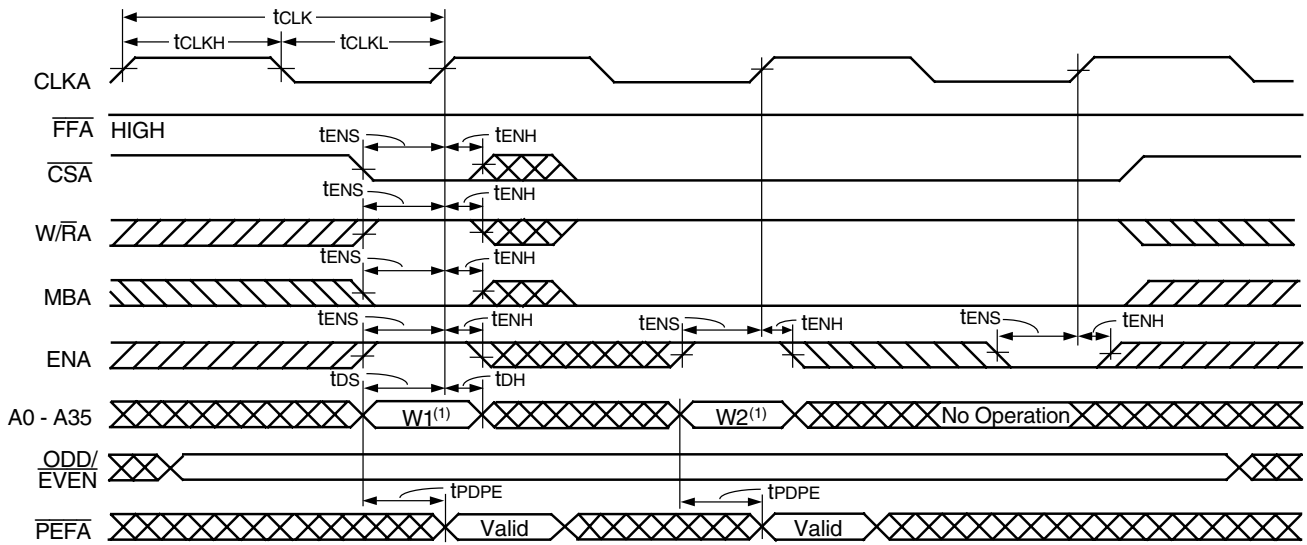 tCLK
tCLKH
tCLKL
CLKA
FFA HIGH
tENS
tENH
CSA
tENS
tENH
W/RA
tENS
tENH
MBA
tENS
tENH
tENS
tENH
tENS
tENH
ENA
tDS
tDH
A0 - A35
W1(1)
W2(1)
No Operation
ODD/
EVEN
tPDPE
tPDPE
PEFA
Valid
Valid